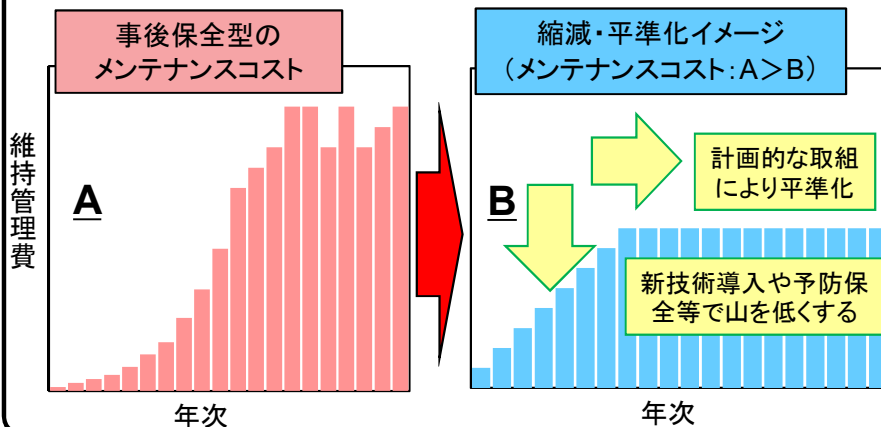 事後保全型の
メンテナンスコスト
維持管理費
A
年次
縮減・平準化イメージ
（メンテナンスコスト：A＞B）
B
計画的な取組
により平準化
新技術導入や予防保
全等で山を低くする
年次